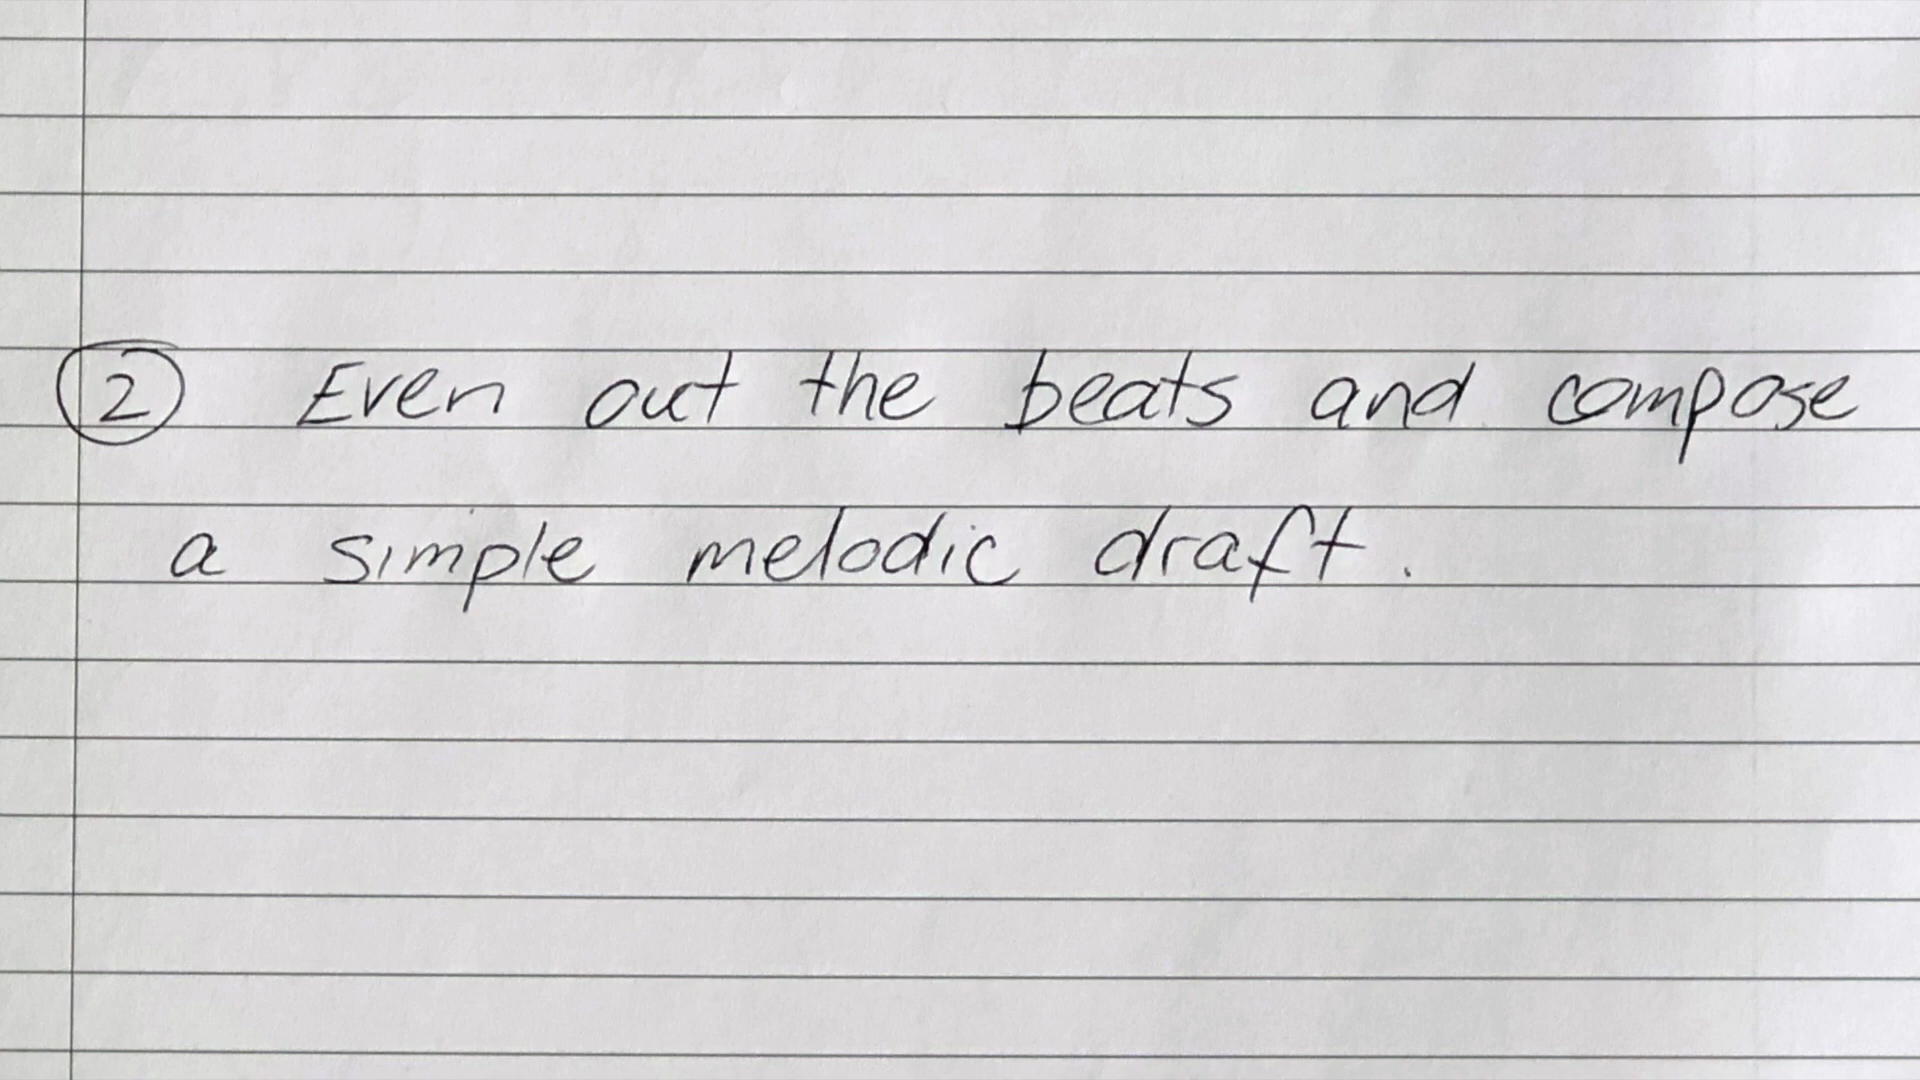 ② Even out the beats and compose
a simple melodic draft.